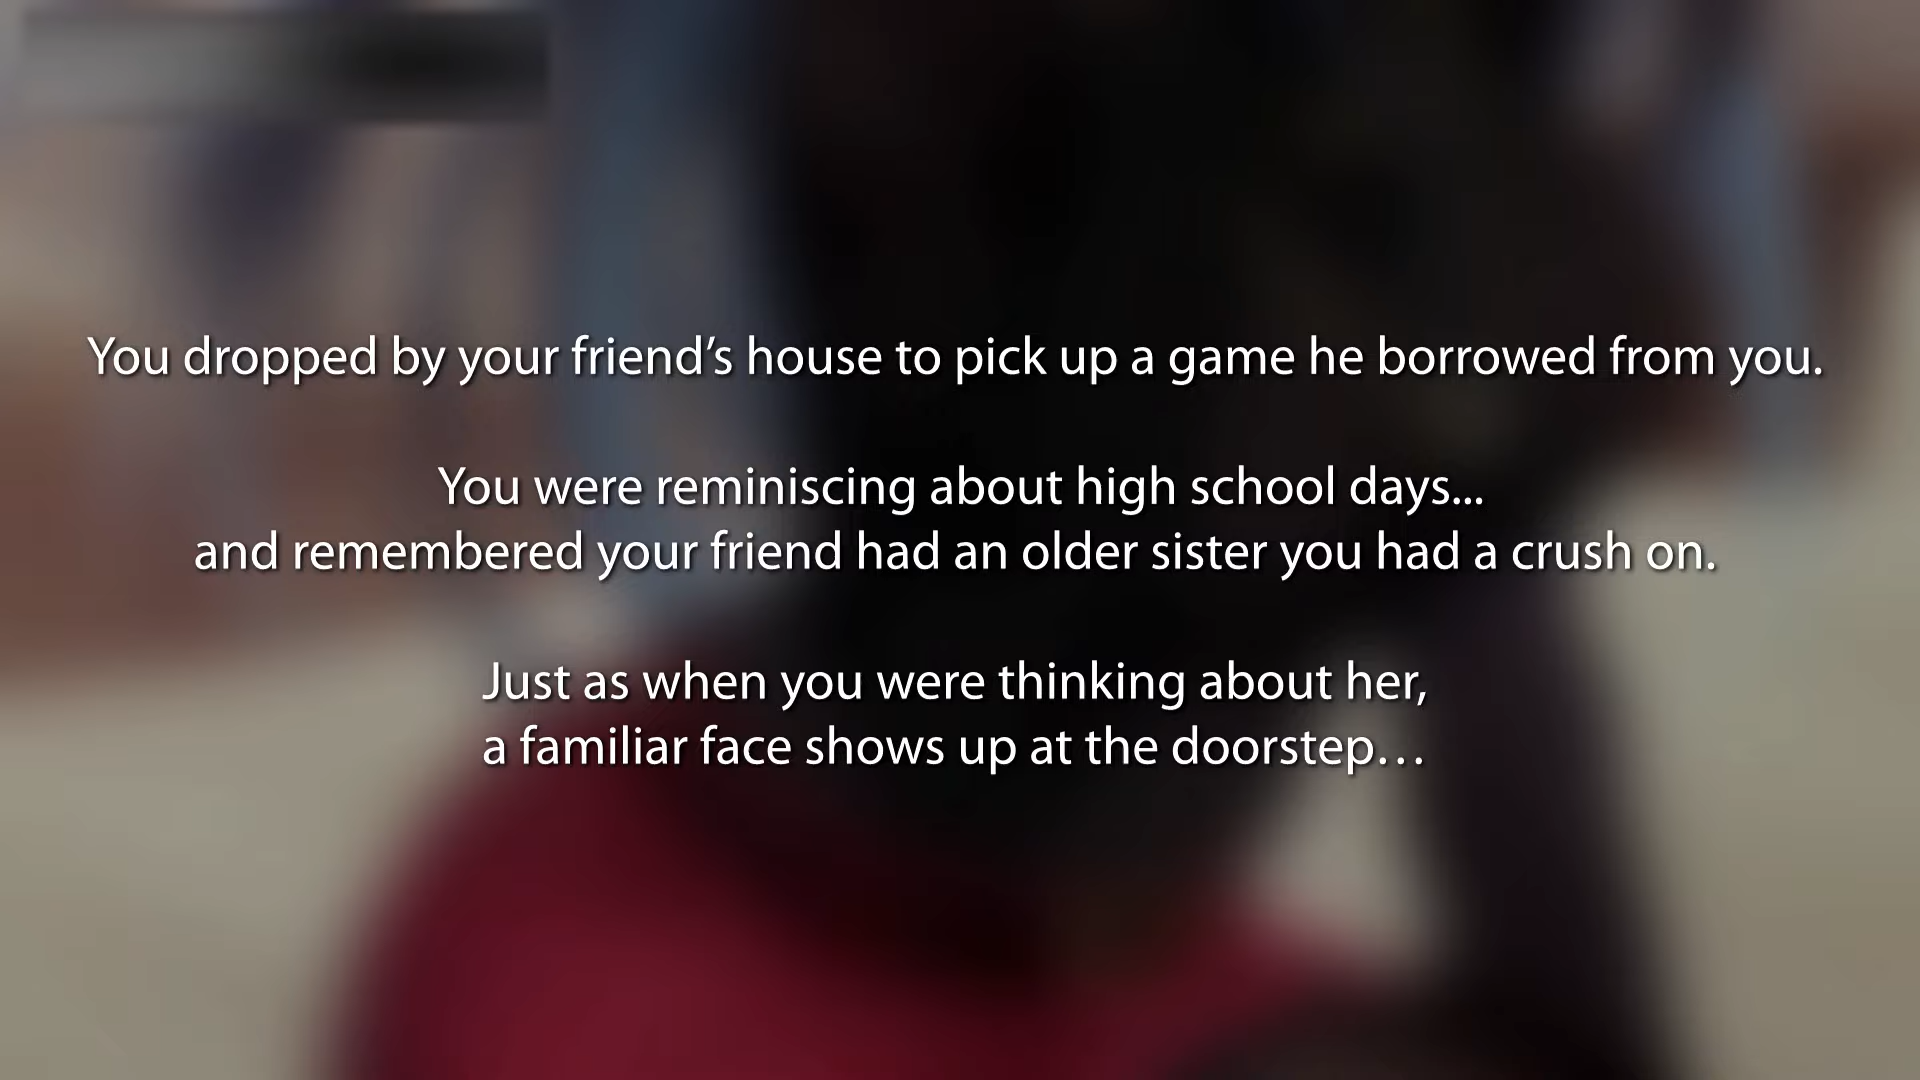 You dropped by your friend’s house to pick up a game he borrowed from you.
You were reminiscing about high school days...
and remembered your friend had an older sister you had a crush on.
Just as when you were thinking about her,
a familiar face shows up at the doorstep…